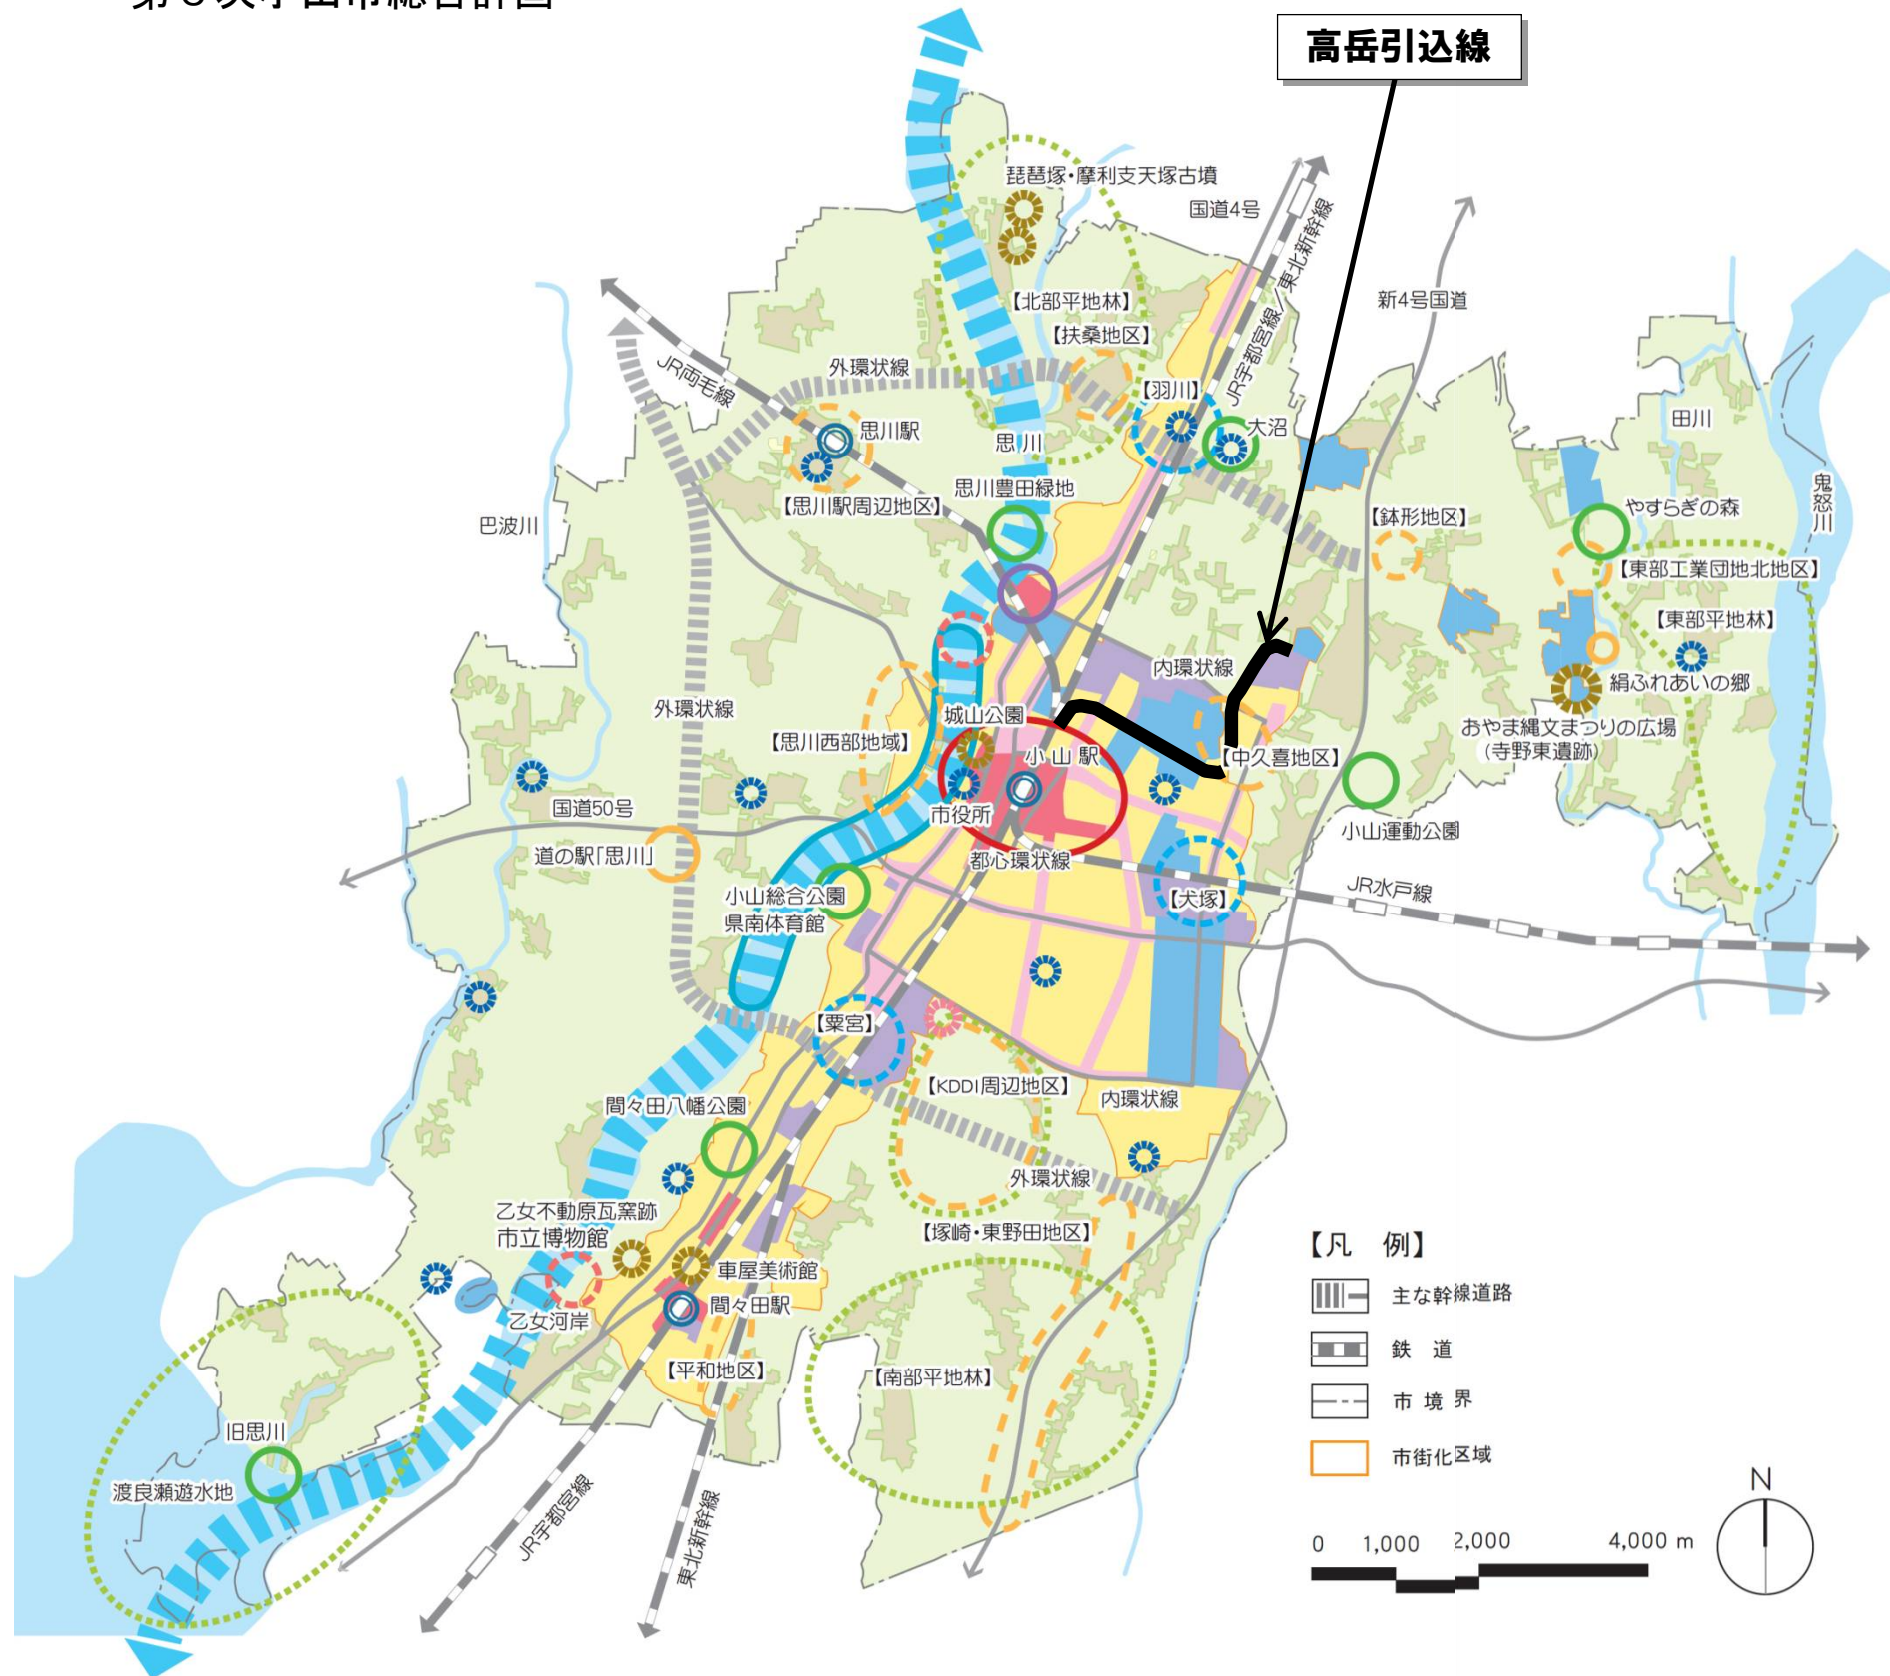 高岳引込線
琵琶塚・摩利支天塚古墳
国道4号
JR宇都宮線／東北新幹線
新4号国道
【北部平地林】
【扶桑地区】
外環状線
JR両毛線
【羽川】
大沼
田川
鬼怒川
思川駅
思川
【思川駅周辺地区】
思川豊田緑地
巴波川
【鉢形地区】
やすらぎの森
【東部工業団地北地区】
【東部平地林】
内環状線
絹ふれあいの郷
外環状線
城山公園
おやま縄文まつりの広場
（寺野東遺跡）
【思川西部地域】
小山駅
【中久喜地区】
国道50号
市役所
小山運動公園
道の駅「思川」
都心環状線
JR水戸線
小山総合公園
県南体育館
【犬塚】
【粟宮】
【KDDI周辺地区】
内環状線
間々田八幡公園
外環状線
乙女不動原瓦窯跡
市立博物館
【塚崎・東野田地区】
車屋美術館
間々田駅
乙女河岸
【平和地区】
【南部平地林】
旧思川
渡良瀬遊水地
JR宇都宮線
東北新幹線
【凡　例】
主な幹線道路
鉄　道
市 境 界
市街化区域
N
0 1,000 2,000 4,000 m